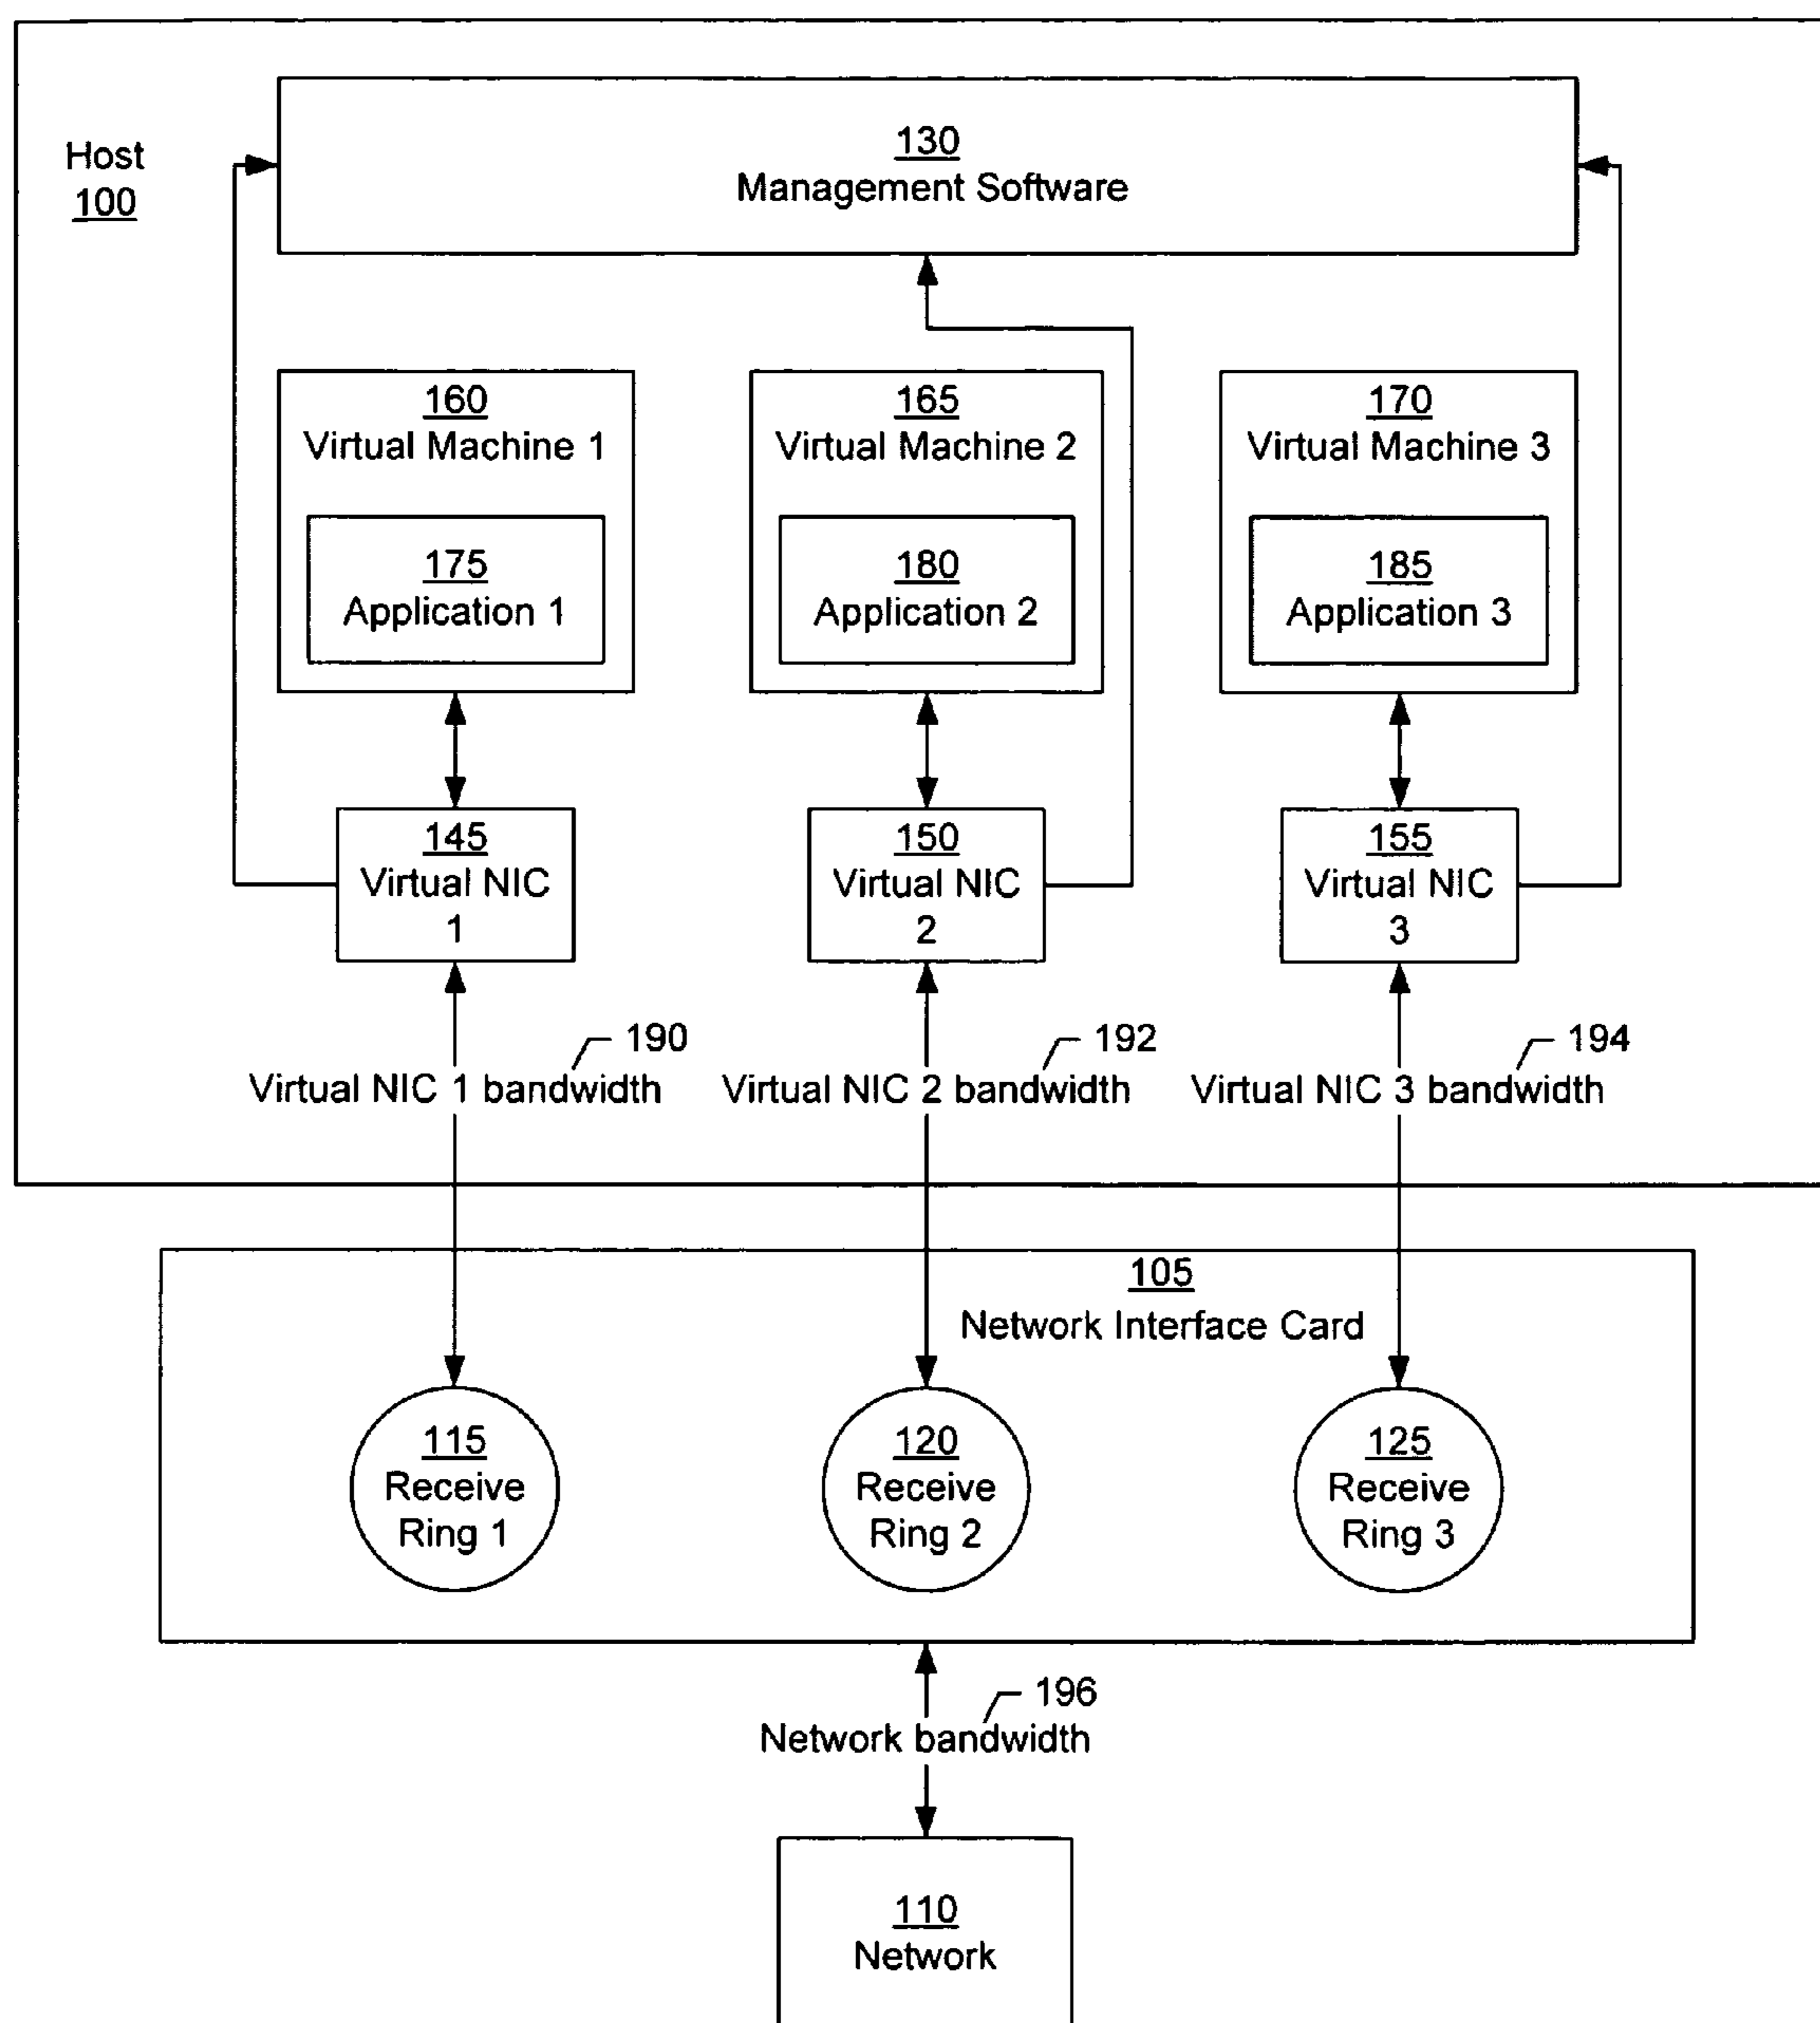 Host
100
130
Management Software
160
Virtual Machine 1
165
Virtual Machine 2
170
Virtual Machine 3
175
Application 1
180
Application 2
185
Application 3
145
Virtual NIC
1
150
Virtual NIC
2
155
Virtual NIC
3
190
Virtual NIC 1 bandwidth
192
Virtual NIC 2 bandwidth
194
Virtual NIC 3 bandwidth
105
Network Interface Card
115
Receive
Ring 1
120
Receive
Ring 2
125
Receive
Ring 3
196
Network bandwidth
110
Network